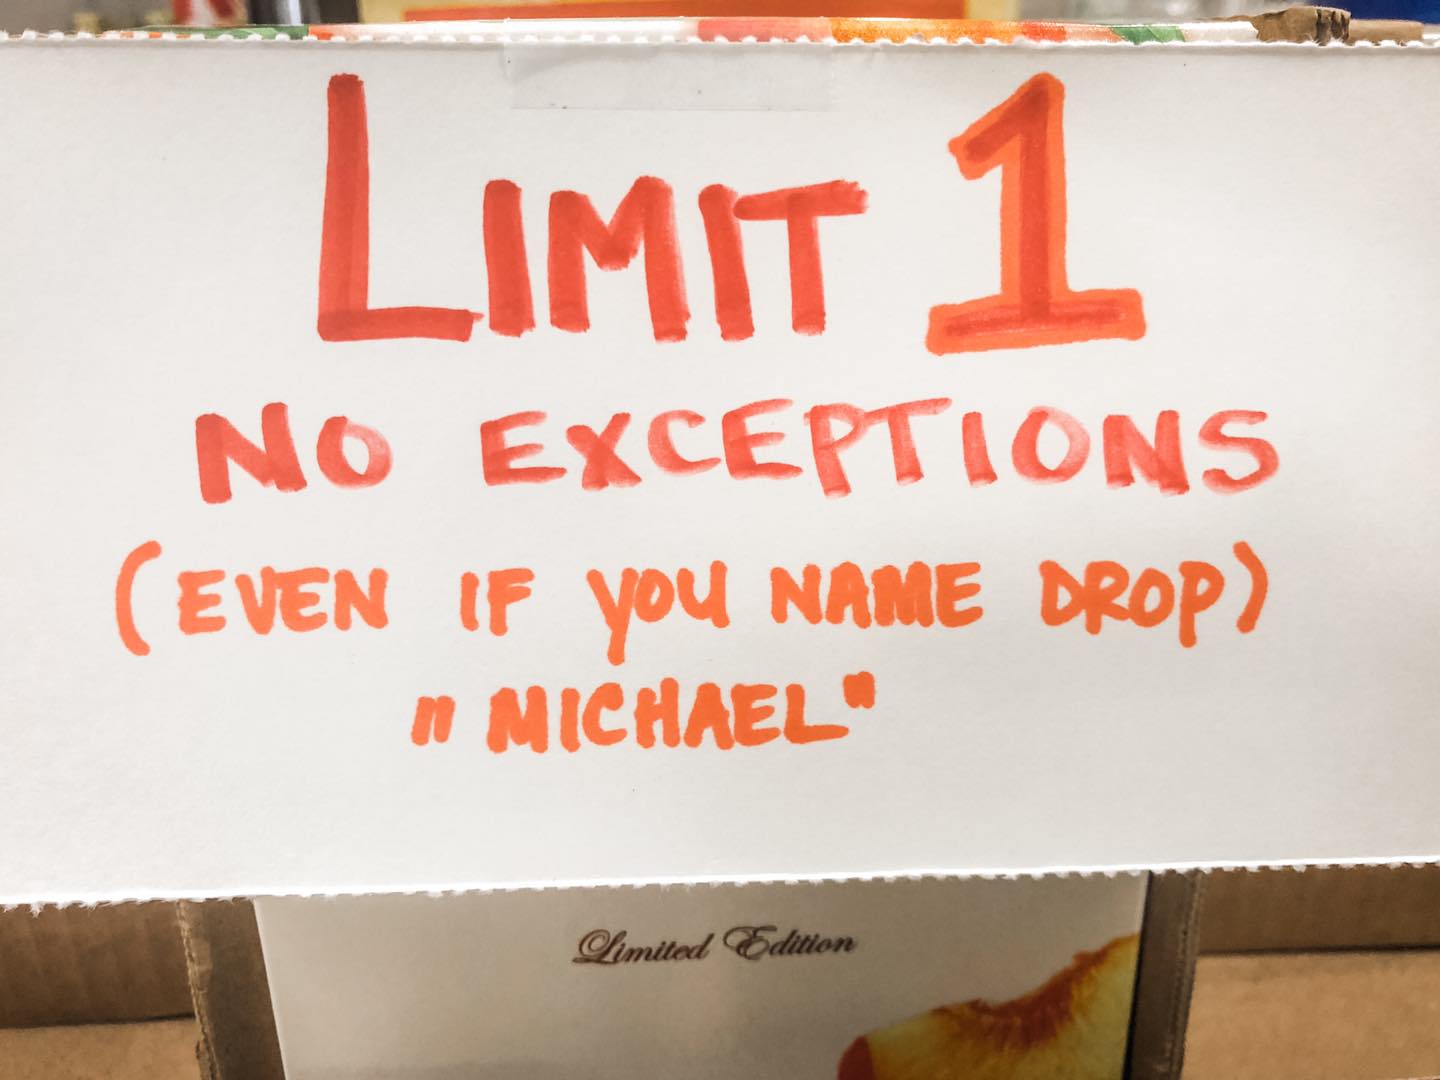 LIMIT 1
NO EXCEPTIONS
(EVEN IF YOU NAME DROP)
"MICHAEL"
Limited Edition